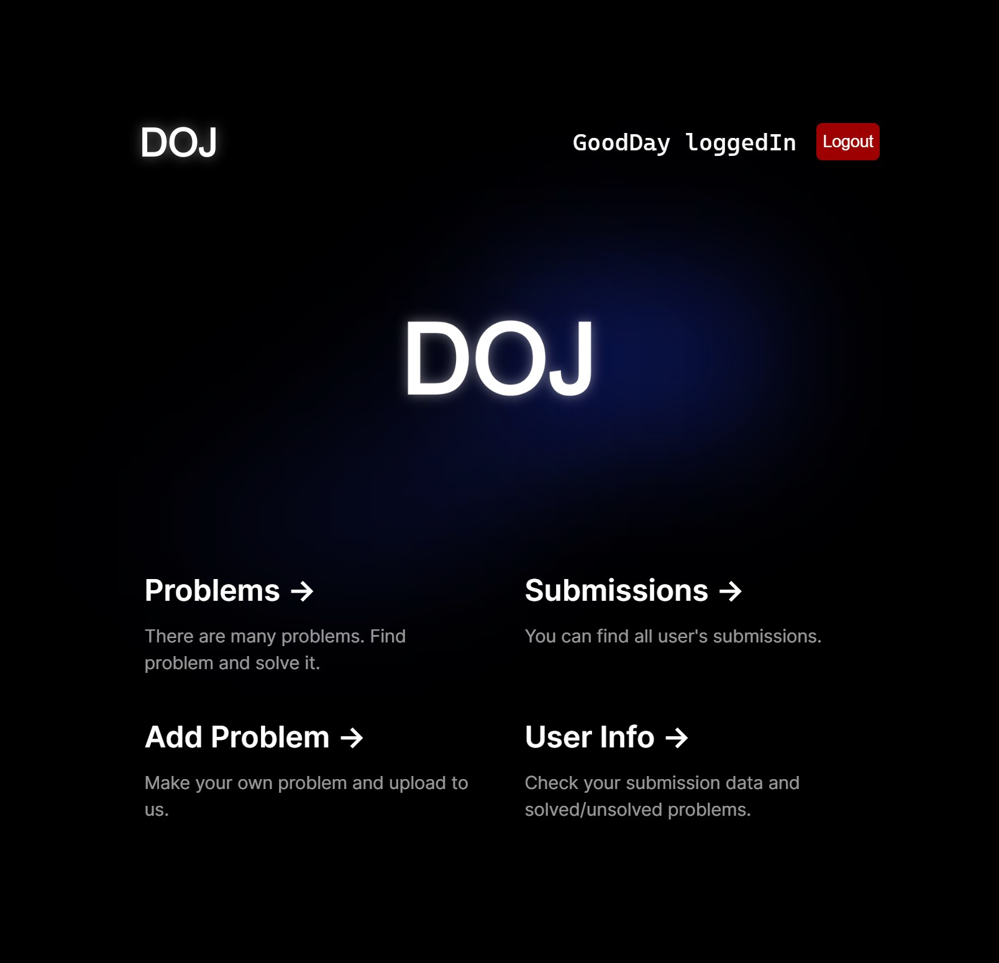 DOJ
GoodDay loggedIn
Logout
DOJ
Problems →
There are many problems. Find
problem and solve it.
Submissions →
You can find all user's submissions.
Add Problem →
Make your own problem and upload to
us.
User Info →
Check your submission data and
solved/unsolved problems.